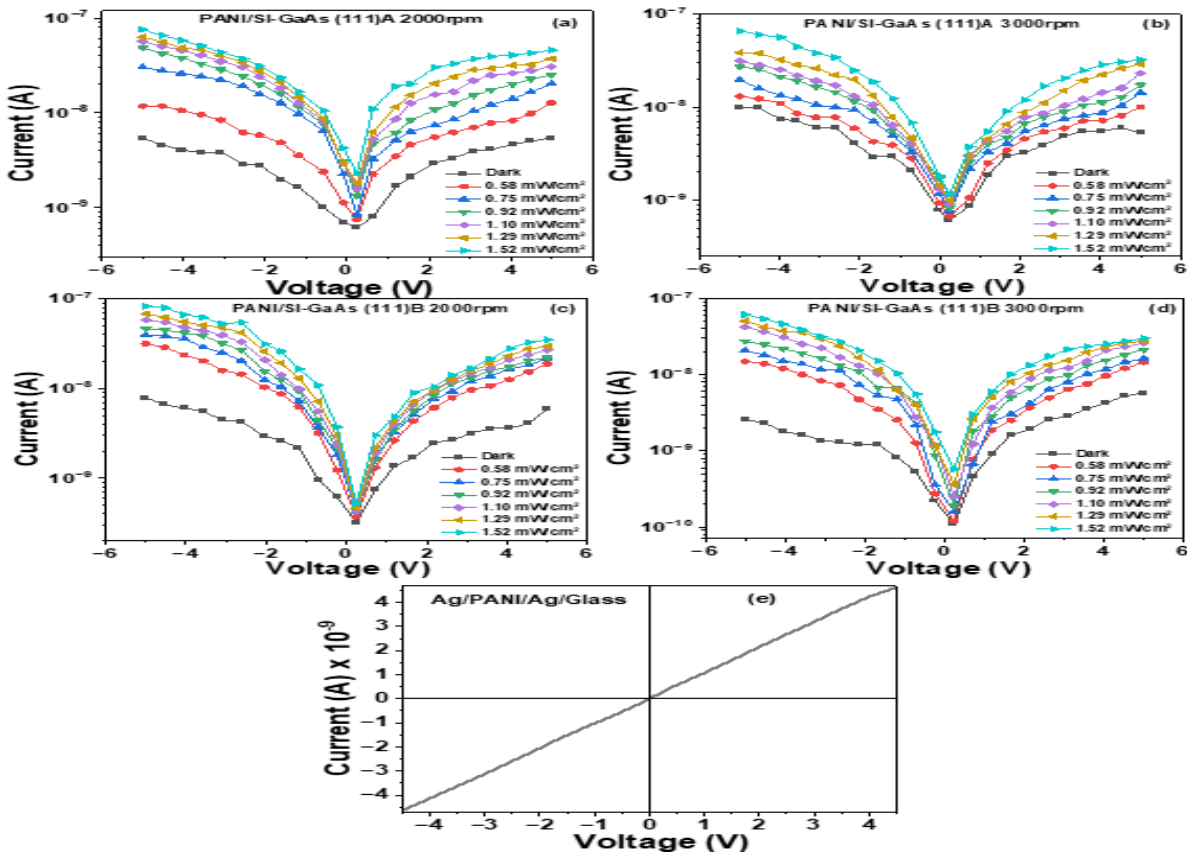 PANI/SI-GaAs (111)A 2000rpm (a)
10⁻⁷
10⁻⁸
10⁻⁹
Current (A)
Dark
0.58 mW/cm²
0.75 mW/cm²
0.92 mW/cm²
1.10 mW/cm²
1.29 mW/cm²
1.52 mW/cm²
−6 −4 −2 0 2 4 6
Voltage (V)
PANI/SI-GaAs (111)A 3000rpm (b)
10⁻⁷
10⁻⁸
10⁻⁹
Current (A)
Dark
0.58 mW/cm²
0.75 mW/cm²
0.92 mW/cm²
1.10 mW/cm²
1.29 mW/cm²
1.52 mW/cm²
−6 −4 −2 0 2 4 6
Voltage (V)
PANI/SI-GaAs (111)B 2000rpm (c)
10⁻⁷
10⁻⁸
10⁻⁹
Current (A)
Dark
0.58 mW/cm²
0.75 mW/cm²
0.92 mW/cm²
1.10 mW/cm²
1.29 mW/cm²
1.52 mW/cm²
−6 −4 −2 0 2 4 6
Voltage (V)
PANI/SI-GaAs (111)B 3000rpm (d)
10⁻⁷
10⁻⁸
10⁻⁹
10⁻¹⁰
Current (A)
Dark
0.58 mW/cm²
0.75 mW/cm²
0.92 mW/cm²
1.10 mW/cm²
1.29 mW/cm²
1.52 mW/cm²
−6 −4 −2 0 2 4 6
Voltage (V)
Ag/PANI/Ag/Glass (e)
4
3
2
1
0
−1
−2
−3
−4
Current (A) x 10⁻⁹
−4 −3 −2 −1 0 1 2 3 4
Voltage (V)